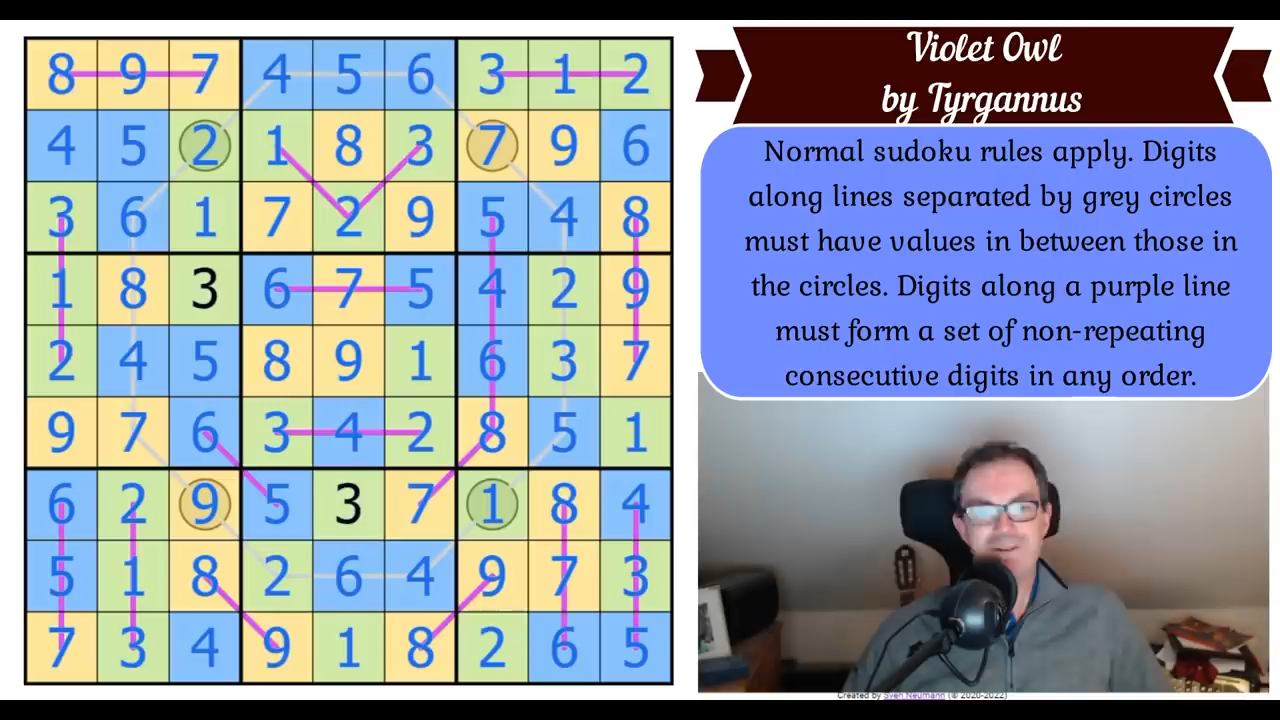 8 9 7 4 5 6 3 1 2
4 5 2 1 8 3 7 9 6
3 6 1 7 2 9 5 4 8
1 8 3 6 7 5 4 2 9
2 4 5 8 9 1 6 3 7
9 7 6 3 4 2 8 5 1
6 2 9 5 3 7 1 8 4
5 1 8 2 6 4 9 7 3
7 3 4 9 1 8 2 6 5
Violet Owl
by Tyrgannus
Normal sudoku rules apply. Digits
along lines separated by grey circles
must have values in between those in
the circles. Digits along a purple line
must form a set of non-repeating
consecutive digits in any order.
Created by Sven Neumann (© 2020-2022)